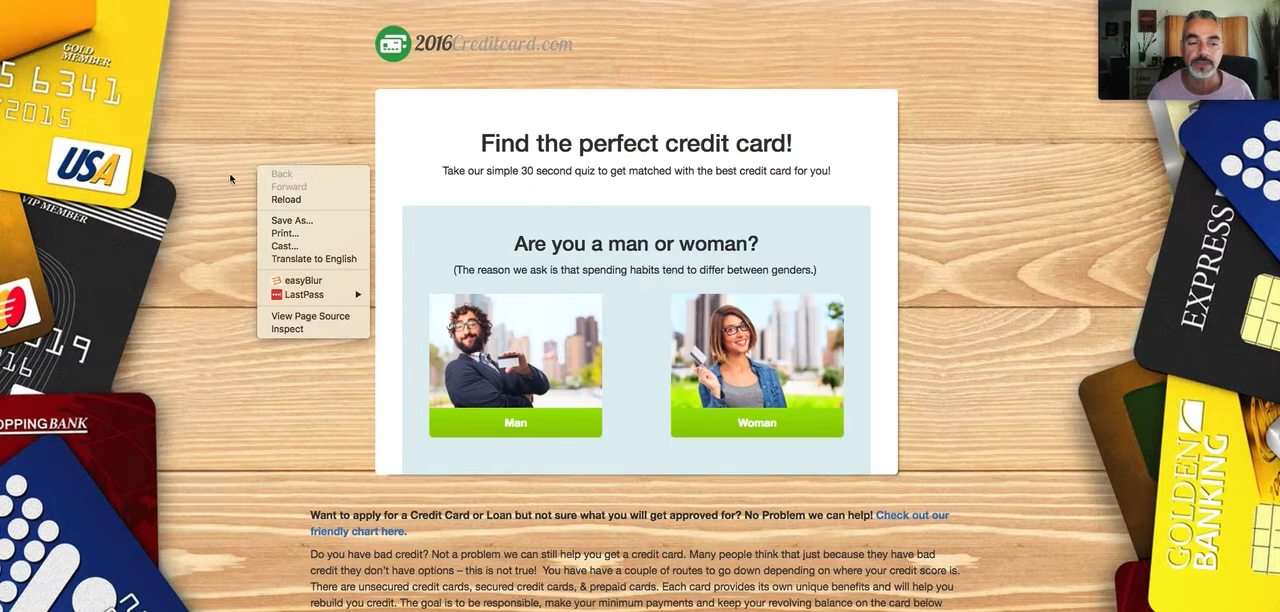 GOLD
MEMBER
5 6341
/2015
USA
VIP MEMBER
19
16
OPPINGBANK
2016Creditcard.com
Find the perfect credit card!
Take our simple 30 second quiz to get matched with the best credit card for you!
Back
Forward
Reload
Save As...
Print...
Cast...
Translate to English
easyBlur
LastPass
View Page Source
Inspect
Are you a man or woman?
(The reason we ask is that spending habits tend to differ between genders.)
Man
Woman
EXPRESS
GOLDEN
BANKING
Want to apply for a Credit Card or Loan but not sure what you will get approved for? No Problem we can help! Check out our
friendly chart here.
Do you have bad credit? Not a problem we can still help you get a credit card. Many people think that just because they have bad
credit they don't have options – this is not true!  You have have a couple of routes to go down depending on where your credit score is.
There are unsecured credit cards, secured credit cards, & prepaid cards. Each card provides its own unique benefits and will help you
rebuild you credit. The goal is to be responsible, make your minimum payments and keep your revolving balance on the card below